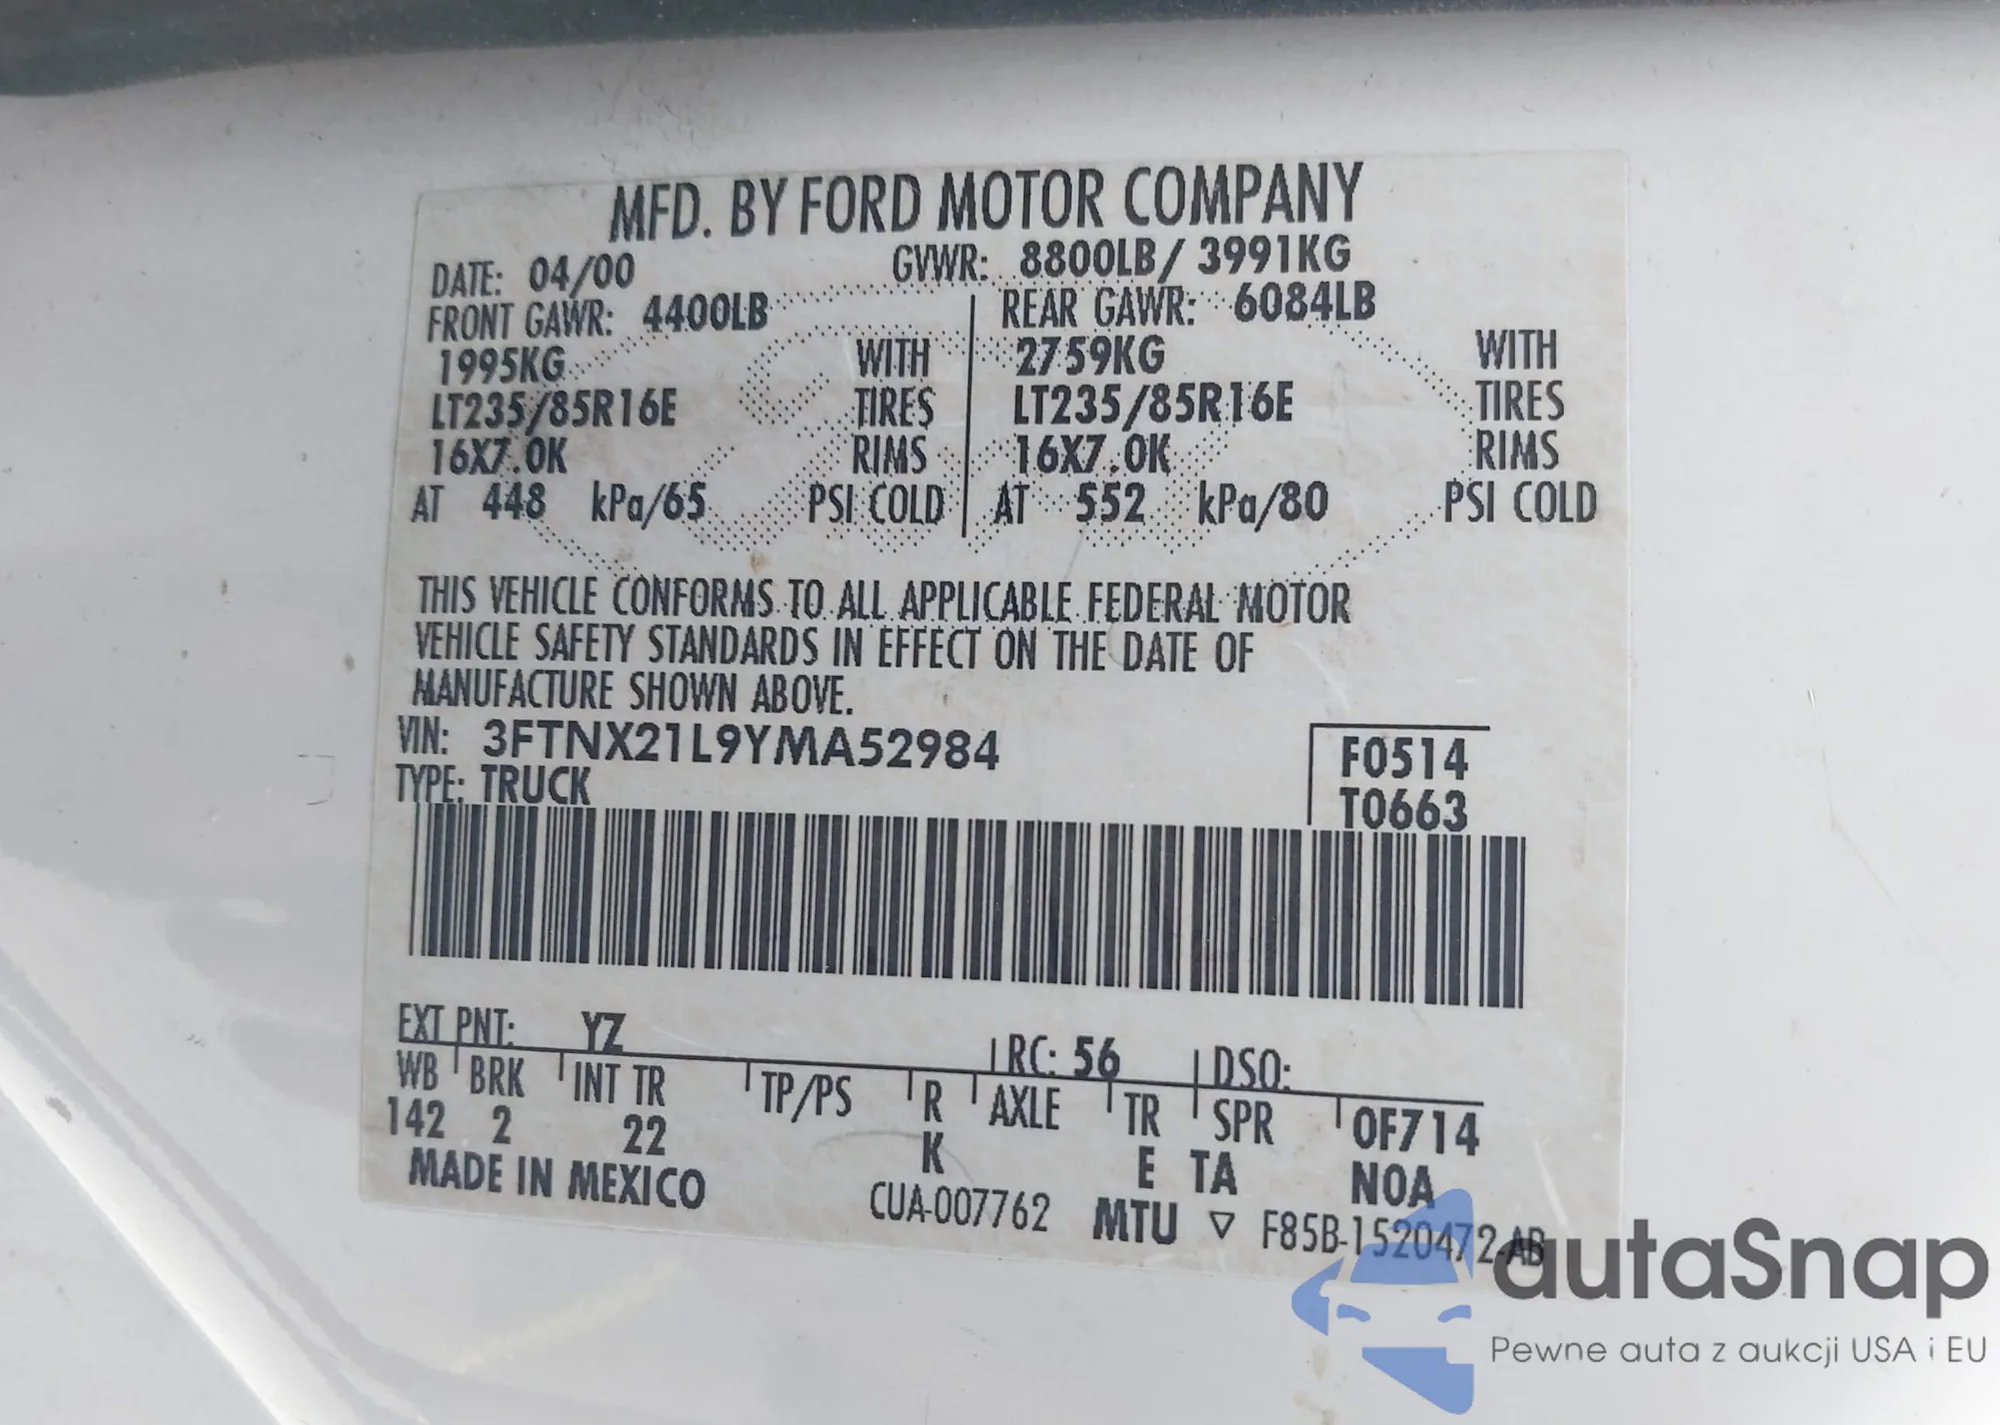 MFD. BY FORD MOTOR COMPANY
DATE: 04/00 GVWR: 8800LB/ 3991KG
FRONT GAWR: 4400LB REAR GAWR: 6084LB
1995KG WITH 2759KG WITH
LT235/85R16E TIRES LT235/85R16E TIRES
16X7.0K RIMS 16X7.0K RIMS
AT 448 kPa/65 PSI COLD AT 552 kPa/80 PSI COLD
THIS VEHICLE CONFORMS TO ALL APPLICABLE FEDERAL MOTOR
VEHICLE SAFETY STANDARDS IN EFFECT ON THE DATE OF
MANUFACTURE SHOWN ABOVE.
VIN: 3FTNX21L9YMA52984 F0514
TYPE: TRUCK T0663
EXT PNT: YZ RC: 56 DSO:
WB BRK INT TR TP/PS R AXLE TR SPR 0F714
142 2 22 K E TA N0A
MADE IN MEXICO CUA-007762 MTU ▽ F85B-1520472-AB
autaSnap
Pewne auta z aukcji USA i EU